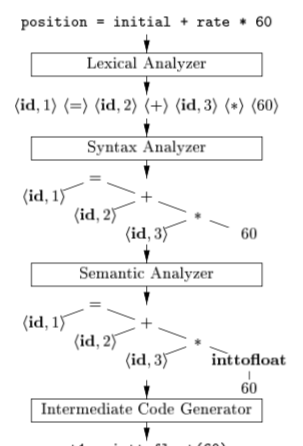 position = initial + rate * 60
Lexical Analyzer
⟨id, 1⟩ ⟨=⟩ ⟨id, 2⟩ ⟨+⟩ ⟨id, 3⟩ ⟨*⟩ ⟨60⟩
Syntax Analyzer
=
⟨id, 1⟩ +
⟨id, 2⟩ *
⟨id, 3⟩ 60
Semantic Analyzer
=
⟨id, 1⟩ +
⟨id, 2⟩ *
⟨id, 3⟩ inttofloat
60
Intermediate Code Generator